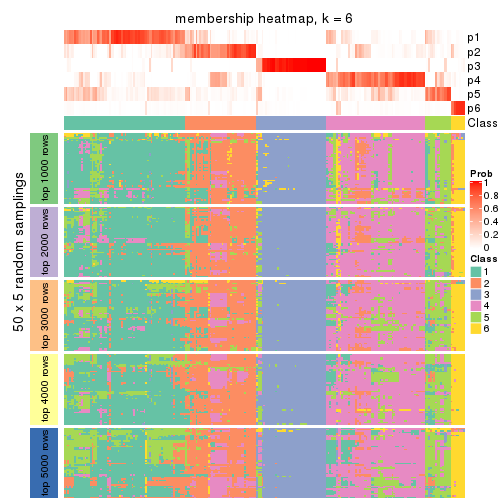 membership heatmap, k = 6
p1
p2
p3
p4
p5
p6
Class
50 x 5 random samplings
top 1000 rows
top 2000 rows
top 3000 rows
top 4000 rows
top 5000 rows
Prob
1
0.8
0.6
0.4
0.2
0
Class
1
2
3
4
5
6